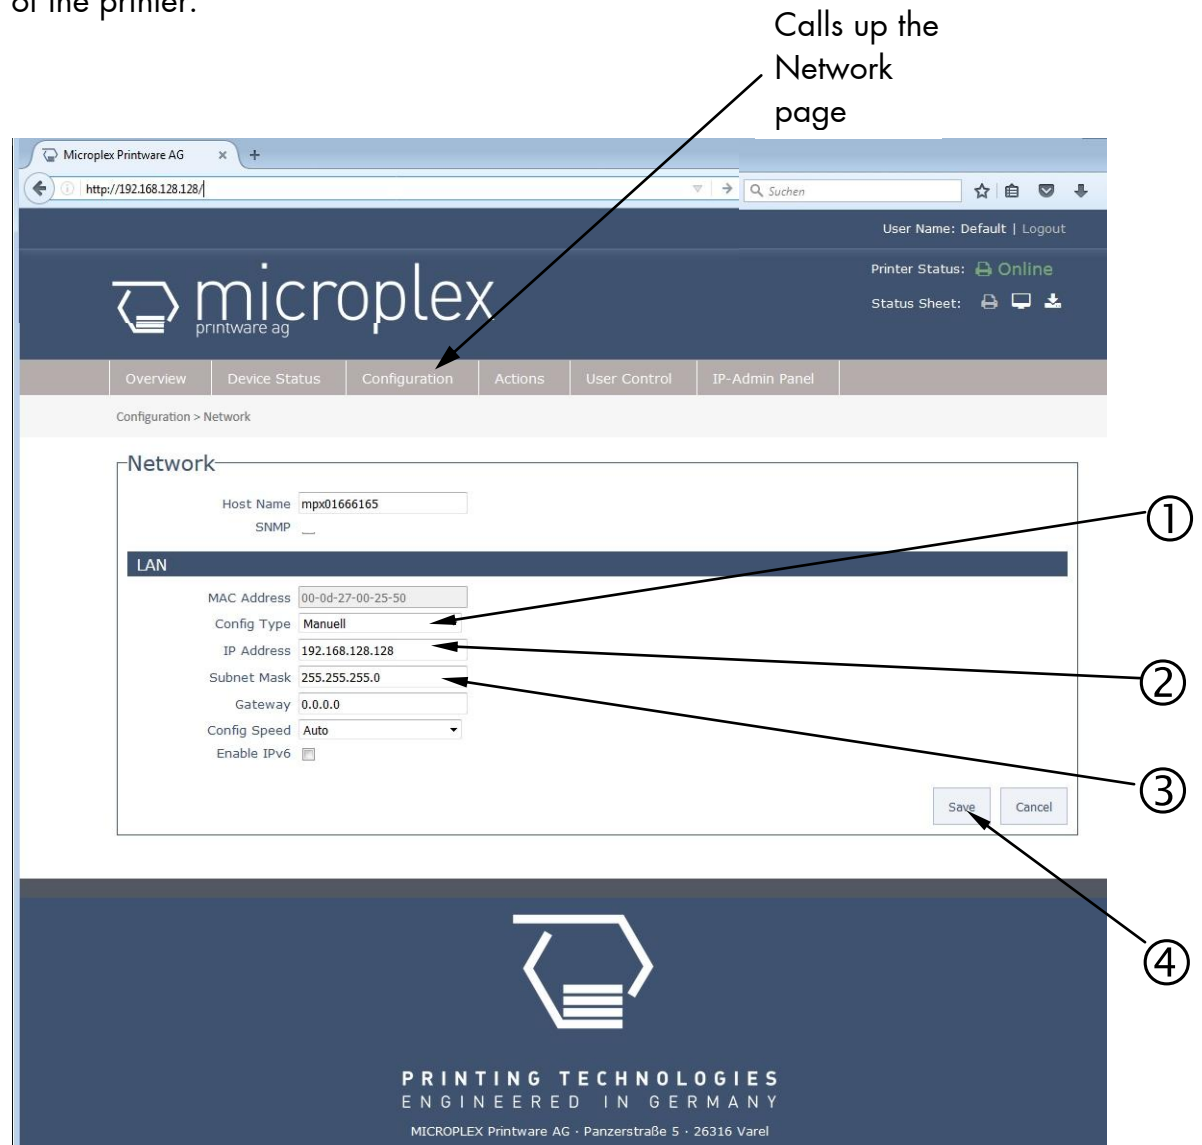 of the printer.
Calls up the
Network
page
Microplex Printware AG × +
http://192.168.128.128/
Suchen
User Name: Default | Logout
Printer Status: Online
Status Sheet:
microplex
printware ag
Overview Device Status Configuration Actions User Control IP-Admin Panel
Configuration > Network
Network
Host Name mpx01666165
SNMP
LAN
MAC Address 00-0d-27-00-25-50
Config Type Manuell
IP Address 192.168.128.128
Subnet Mask 255.255.255.0
Gateway 0.0.0.0
Config Speed Auto
Enable IPv6
①
②
③
Save Cancel
④
PRINTING TECHNOLOGIES
ENGINEERED IN GERMANY
MICROPLEX Printware AG · Panzerstraße 5 · 26316 Varel